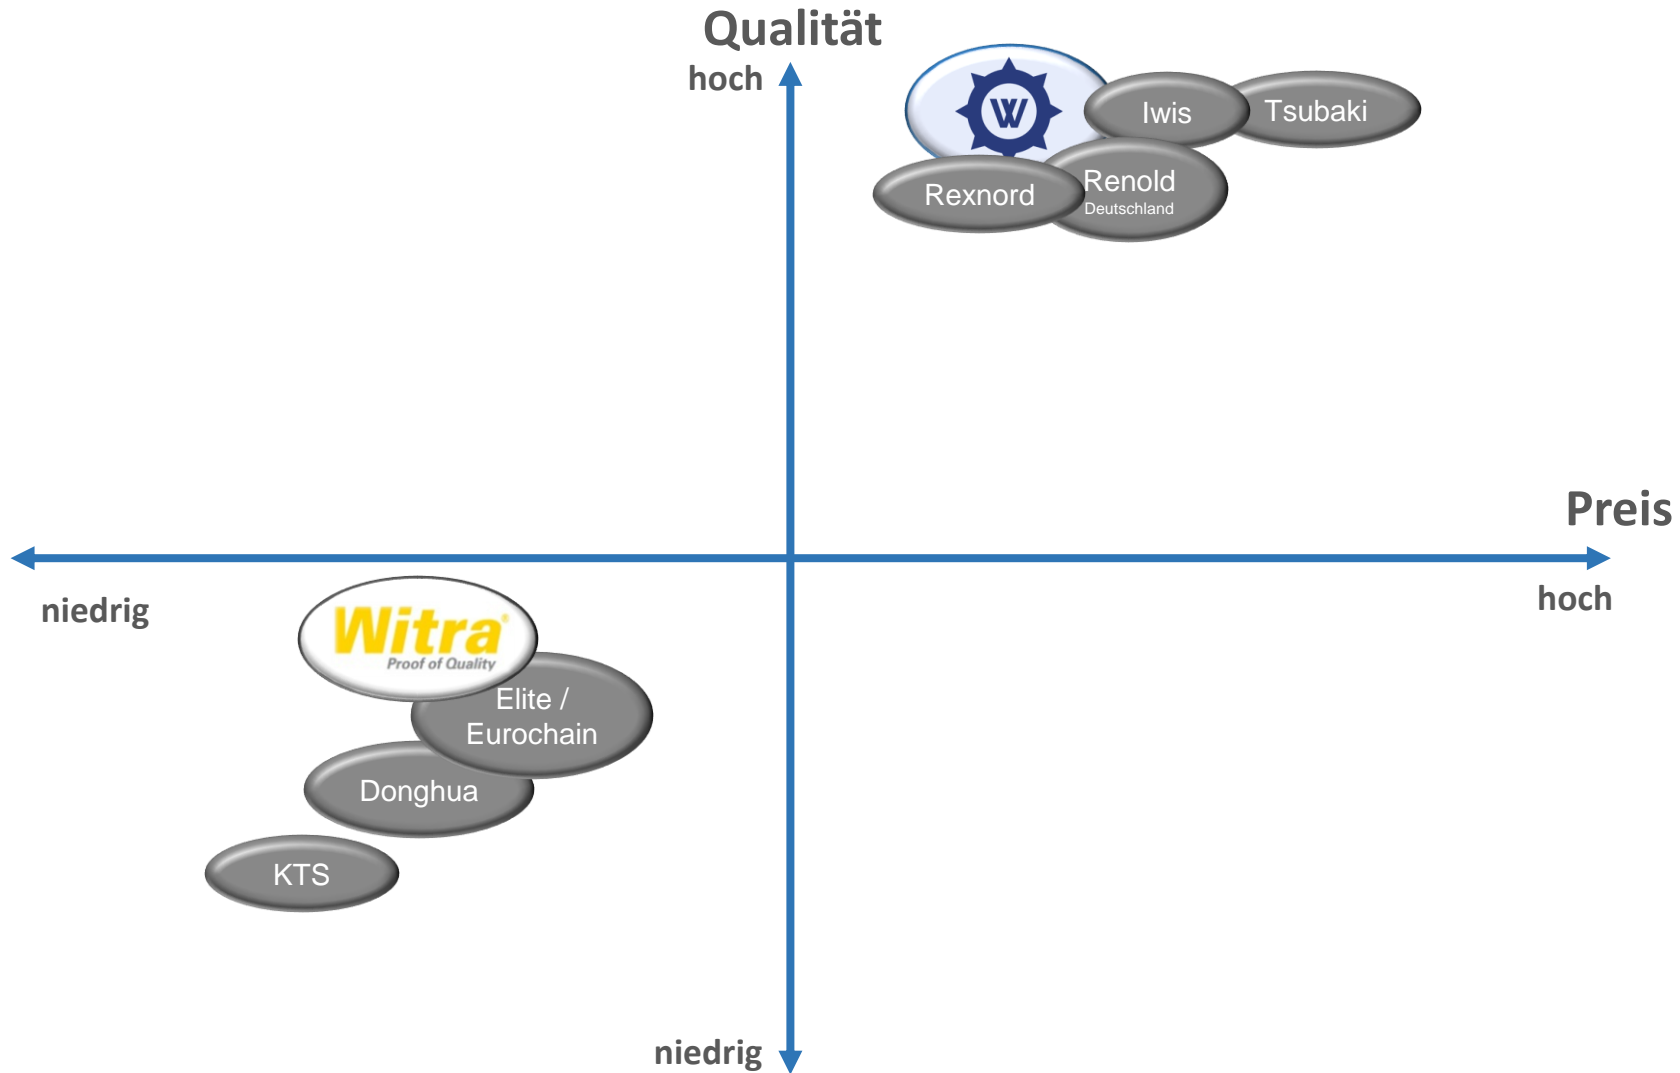 Qualität
hoch
W
Iwis
Tsubaki
Rexnord
Renold
Deutschland
Preis
niedrig
hoch
Witra®
Proof of Quality
Elite /
Eurochain
Donghua
KTS
niedrig